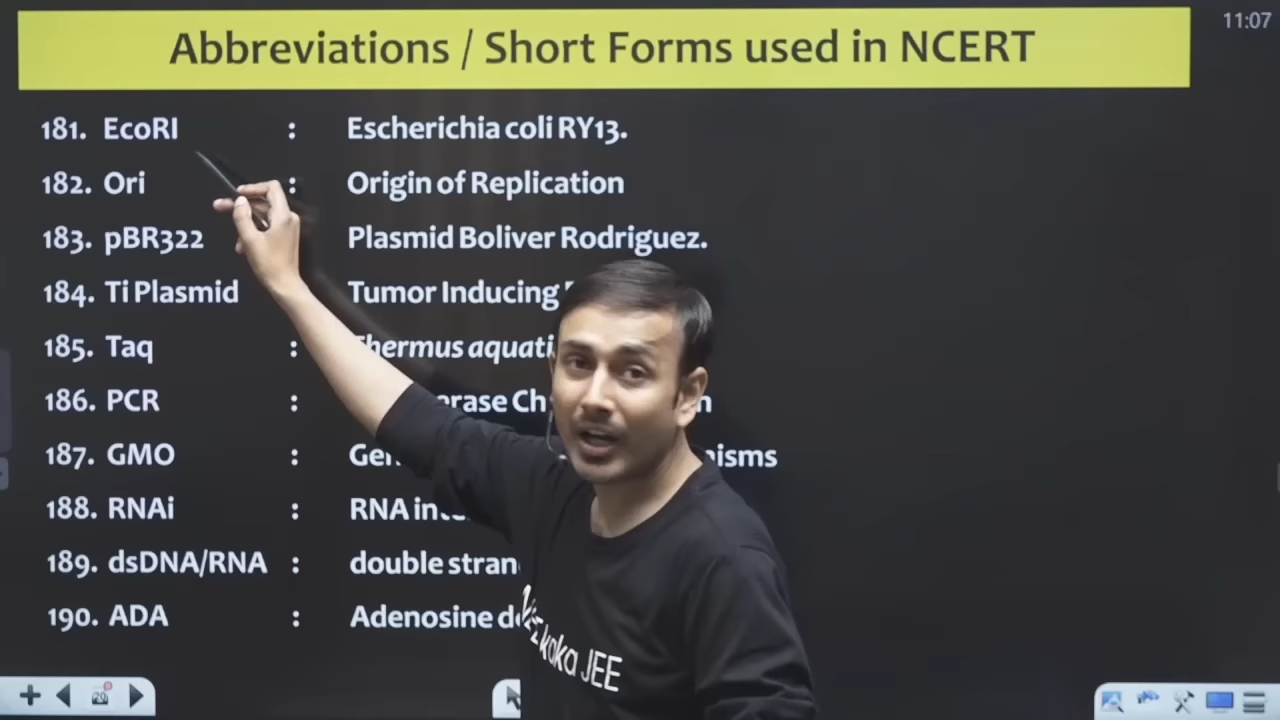 11:07
Abbreviations / Short Forms used in NCERT
181. EcoRI : Escherichia coli RY13.
182. Ori : Origin of Replication
183. pBR322 : Plasmid Boliver Rodriguez.
184. Ti Plasmid Tumor Inducing
185. Taq :
186. PCR :
187. GMO :
188. RNAi : RNA
189. dsDNA/RNA : double
190. ADA : Adenosine
kaka JEE
20